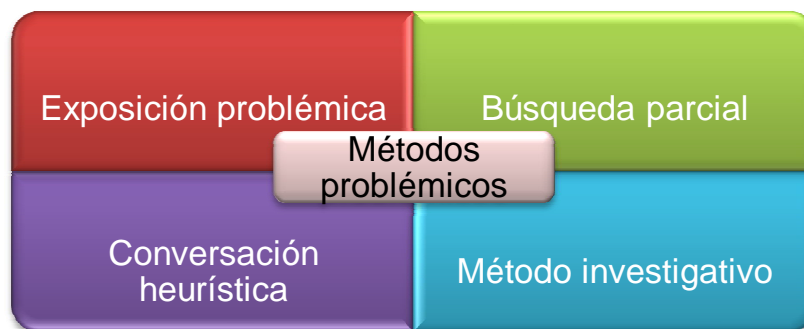 Exposición problémica
Búsqueda parcial
Métodos
problémicos
Conversación
heurística
Método investigativo